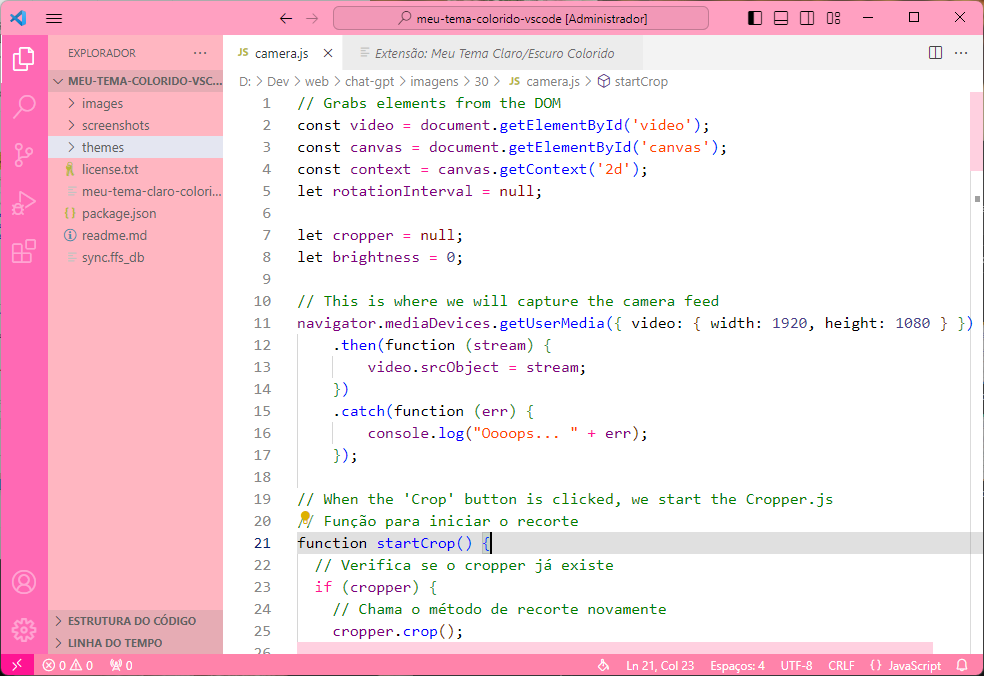 meu-tema-colorido-vscode [Administrador]
EXPLORADOR
MEU-TEMA-COLORIDO-VSC...
images
screenshots
themes
license.txt
meu-tema-claro-colori...
{} package.json
readme.md
sync.ffs_db
ESTRUTURA DO CÓDIGO
LINHA DO TEMPO
JS camera.js
Extensão: Meu Tema Claro/Escuro Colorido
D: > Dev > web > chat-gpt > imagens > 30 > JS camera.js > startCrop
1 // Grabs elements from the DOM
2 const video = document.getElementById('video');
3 const canvas = document.getElementById('canvas');
4 const context = canvas.getContext('2d');
5 let rotationInterval = null;
6
7 let cropper = null;
8 let brightness = 0;
9
10 // This is where we will capture the camera feed
11 navigator.mediaDevices.getUserMedia({ video: { width: 1920, height: 1080 } })
12 .then(function (stream) {
13 video.srcObject = stream;
14 })
15 .catch(function (err) {
16 console.log("Oooops... " + err);
17 });
18
19 // When the 'Crop' button is clicked, we start the Cropper.js
20 // Função para iniciar o recorte
21 function startCrop() {
22 // Verifica se o cropper já existe
23 if (cropper) {
24 // Chama o método de recorte novamente
25 cropper.crop();
26
0 0 0 Ln 21, Col 23 Espaços: 4 UTF-8 CRLF {} JavaScript